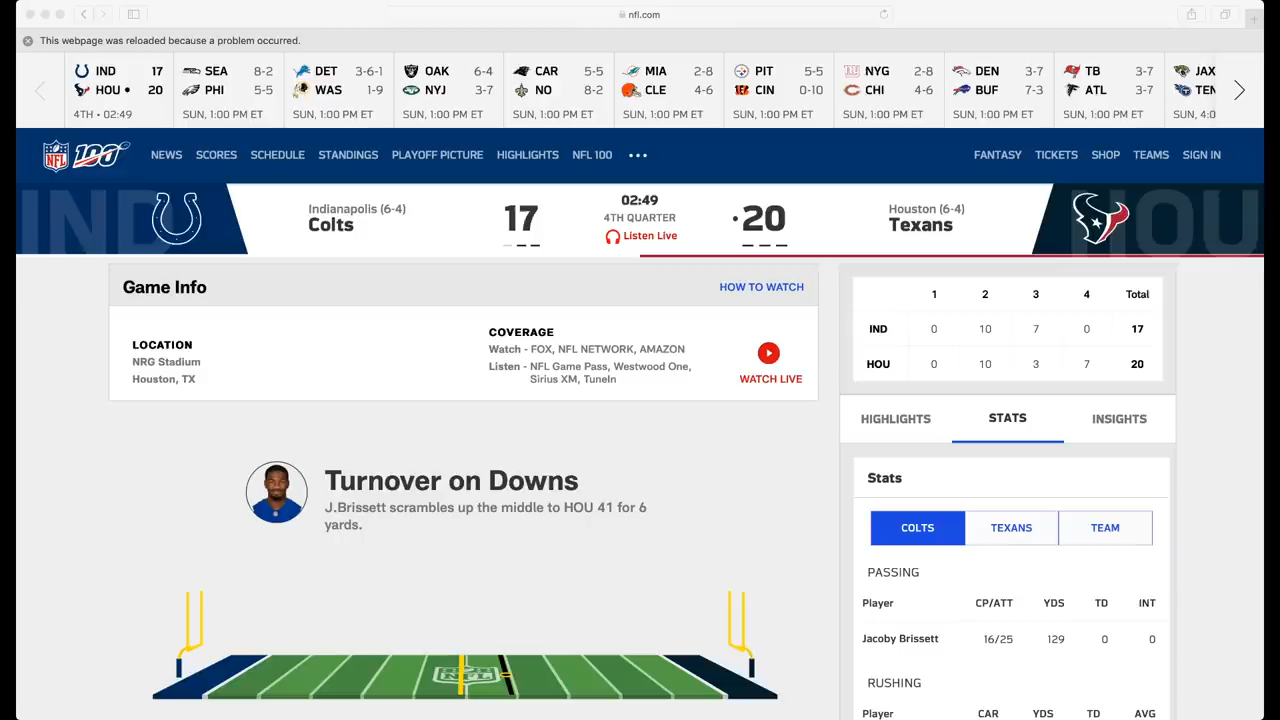 nfl.com
This webpage was reloaded because a problem occurred.
IND 17
HOU • 20
4TH • 02:49
SEA 8-2
PHI 5-5
SUN, 1:00 PM ET
DET 3-6-1
WAS 1-9
SUN, 1:00 PM ET
OAK 6-4
NYJ 3-7
SUN, 1:00 PM ET
CAR 5-5
NO 8-2
SUN, 1:00 PM ET
MIA 2-8
CLE 4-6
SUN, 1:00 PM ET
PIT 5-5
CIN 0-10
SUN, 1:00 PM ET
NYG 2-8
CHI 4-6
SUN, 1:00 PM ET
DEN 3-7
BUF 7-3
SUN, 1:00 PM ET
TB 3-7
ATL 3-7
SUN, 1:00 PM ET
JAX
TEN
SUN, 4:0
NFL 100 NEWS SCORES SCHEDULE STANDINGS PLAYOFF PICTURE HIGHLIGHTS NFL 100 ••• FANTASY TICKETS SHOP TEAMS SIGN IN
IND
Indianapolis (6-4)
Colts
17
02:49
4TH QUARTER
Listen Live
20
Houston (6-4)
Texans
HOU
Game Info HOW TO WATCH
LOCATION
NRG Stadium
Houston, TX
COVERAGE
Watch - FOX, NFL NETWORK, AMAZON
Listen - NFL Game Pass, Westwood One,
Sirius XM, TuneIn
WATCH LIVE
Turnover on Downs
J.Brissett scrambles up the middle to HOU 41 for 6
yards.
NFL
1 2 3 4 Total
IND 0 10 7 0 17
HOU 0 10 3 7 20
HIGHLIGHTS STATS INSIGHTS
Stats
COLTS TEXANS TEAM
PASSING
Player CP/ATT YDS TD INT
Jacoby Brissett 16/25 129 0 0
RUSHING
Player CAR YDS TD AVG